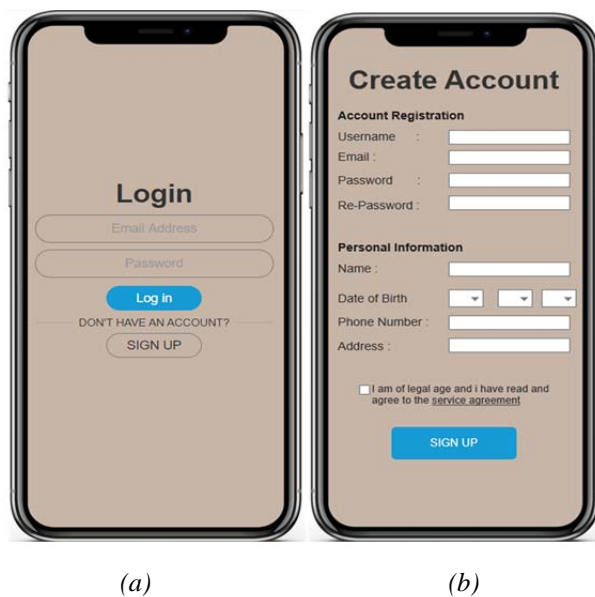 Login
Email Address
Password
Log in
DON'T HAVE AN ACCOUNT?
SIGN UP
(a)
Create Account
Account Registration
Username :
Email :
Password :
Re-Password :
Personal Information
Name :
Date of Birth
Phone Number :
Address :
I am of legal age and i have read and
agree to the service agreement
SIGN UP
(b)